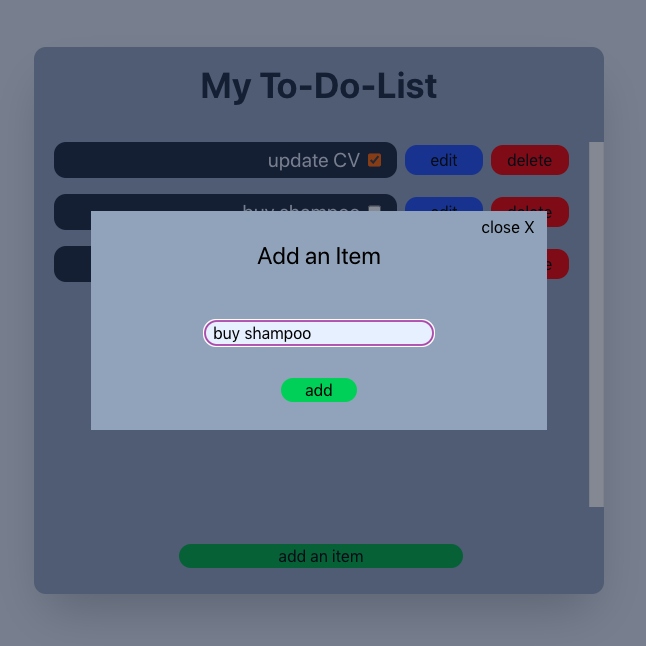 My To-Do-List
update CV edit delete
buy shampoo edit delete
close X
Add an Item
buy shampoo
add
add an item